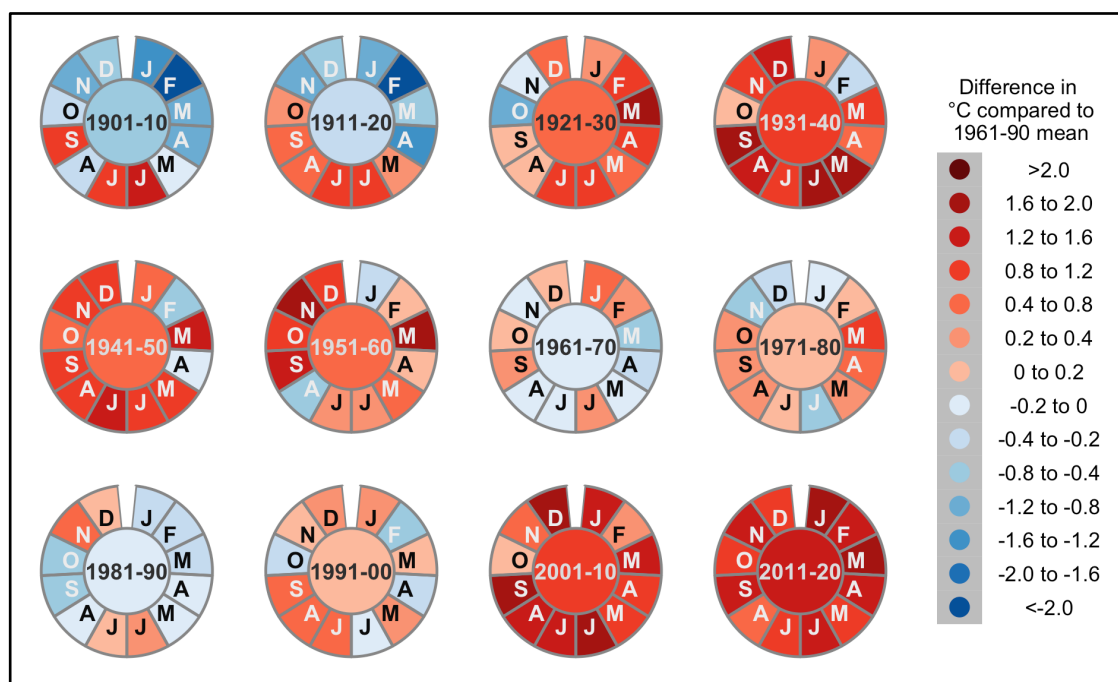 J F M A M J J A S O N D
1901-10
J F M A M J J A S O N D
1911-20
J F M A M J J A S O N D
1921-30
J F M A M J J A S O N D
1931-40
J F M A M J J A S O N D
1941-50
J F M A M J J A S O N D
1951-60
J F M A M J J A S O N D
1961-70
J F M A M J J A S O N D
1971-80
J F M A M J J A S O N D
1981-90
J F M A M J J A S O N D
1991-00
J F M A M J J A S O N D
2001-10
J F M A M J J A S O N D
2011-20
Difference in
°C compared to
1961-90 mean
>2.0
1.6 to 2.0
1.2 to 1.6
0.8 to 1.2
0.4 to 0.8
0.2 to 0.4
0 to 0.2
-0.2 to 0
-0.4 to -0.2
-0.8 to -0.4
-1.2 to -0.8
-1.6 to -1.2
-2.0 to -1.6
<-2.0